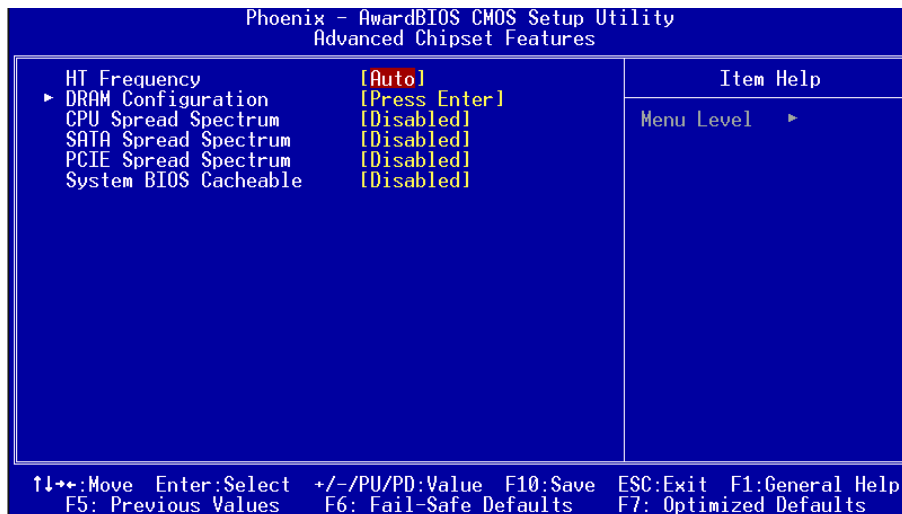 Phoenix - AwardBIOS CMOS Setup Utility
Advanced Chipset Features
HT Frequency [Auto]
► DRAM Configuration [Press Enter]
CPU Spread Spectrum [Disabled]
SATA Spread Spectrum [Disabled]
PCIE Spread Spectrum [Disabled]
System BIOS Cacheable [Disabled]
Item Help
Menu Level ►
↑↓→←:Move Enter:Select +/-/PU/PD:Value F10:Save ESC:Exit F1:General Help
F5: Previous Values F6: Fail-Safe Defaults F7: Optimized Defaults